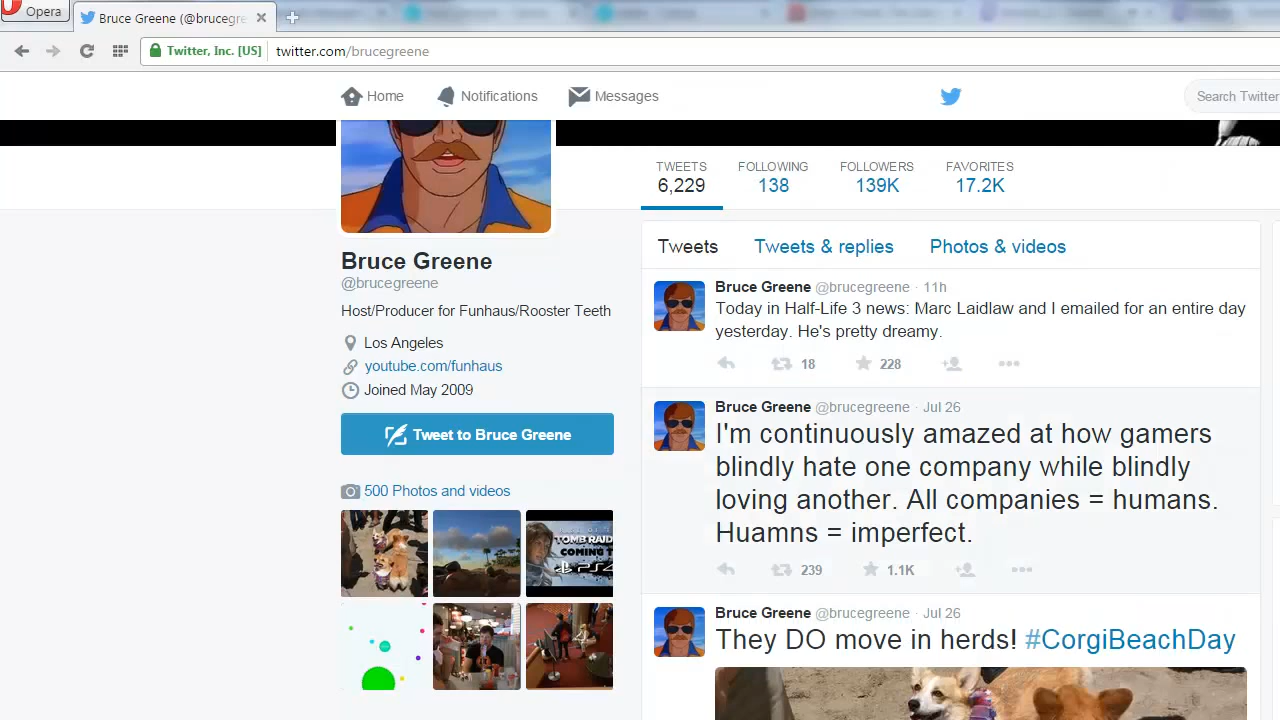 Opera
Bruce Greene (@brucegre
Twitter, Inc. [US]
twitter.com/brucegreene
Home
Notifications
Messages
Search Twitter
TWEETS
FOLLOWING
FOLLOWERS
FAVORITES
6,229
138
139K
17.2K
Bruce Greene
@brucegreene
Host/Producer for Funhaus/Rooster Teeth
Los Angeles
youtube.com/funhaus
Joined May 2009
Tweet to Bruce Greene
500 Photos and videos
TOMB RAID
COMING T
PS4
Tweets
Tweets & replies
Photos & videos
Bruce Greene @brucegreene · 11h
Today in Half-Life 3 news: Marc Laidlaw and I emailed for an entire day
yesterday. He's pretty dreamy.
18
228
Bruce Greene @brucegreene · Jul 26
I'm continuously amazed at how gamers
blindly hate one company while blindly
loving another. All companies = humans.
Huamns = imperfect.
239
1.1K
Bruce Greene @brucegreene · Jul 26
They DO move in herds! #CorgiBeachDay